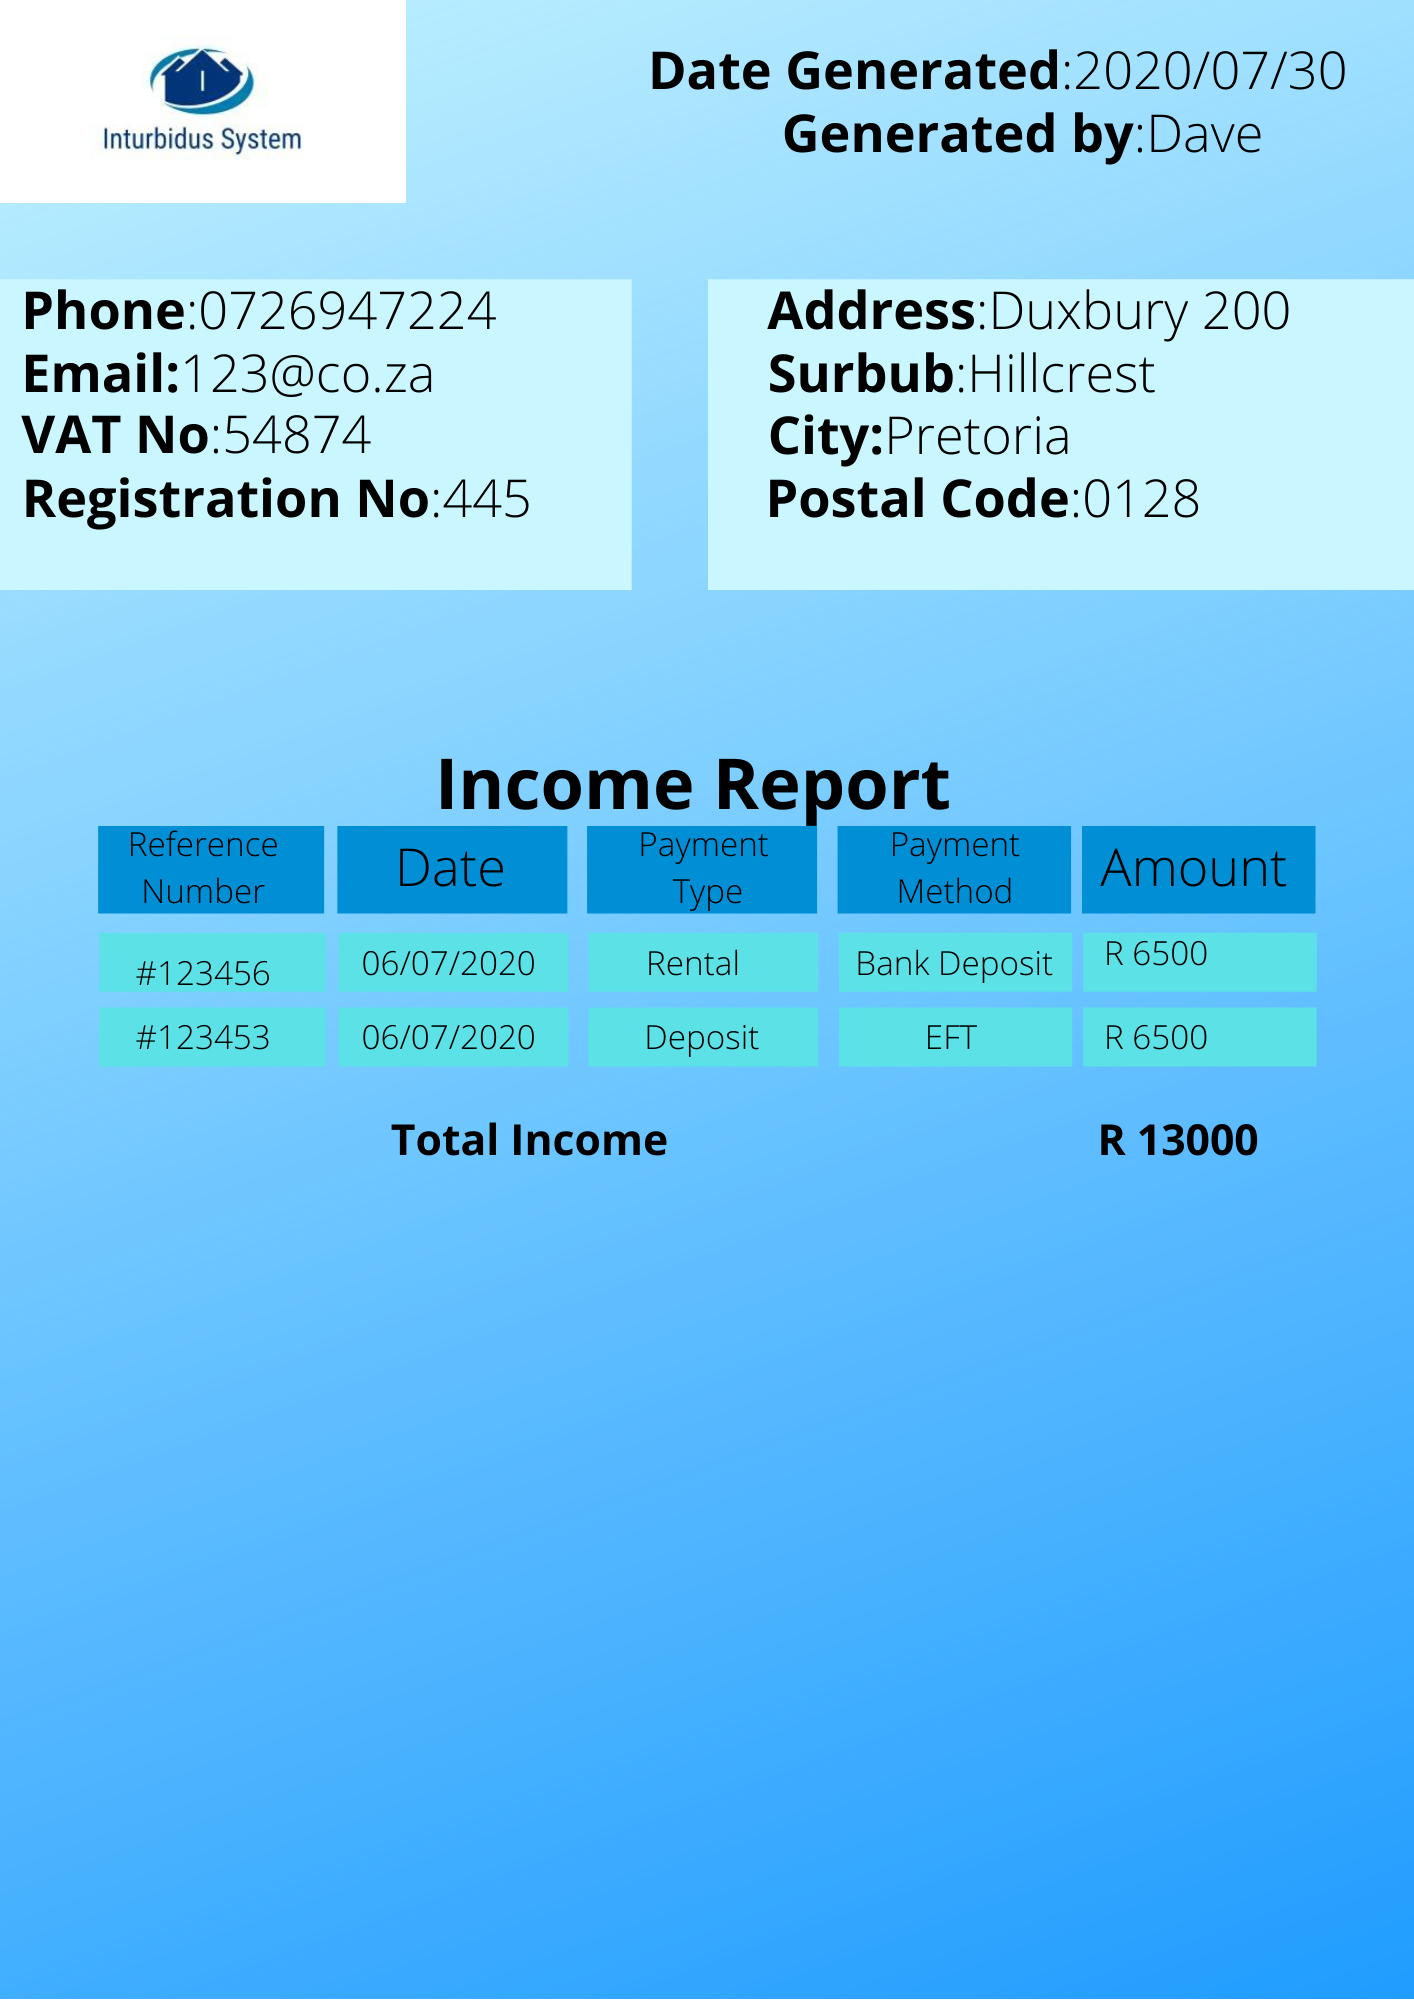 I
Inturbidus System
Date Generated:2020/07/30
Generated by:Dave
Phone:0726947224
Email:123@co.za
VAT No:54874
Registration No:445
Address:Duxbury 200
Surbub:Hillcrest
City:Pretoria
Postal Code:0128
Income Report
Reference
Number
Date
Payment
Type
Payment
Method
Amount
#123456 06/07/2020 Rental Bank Deposit R 6500
#123453 06/07/2020 Deposit EFT R 6500
Total Income R 13000